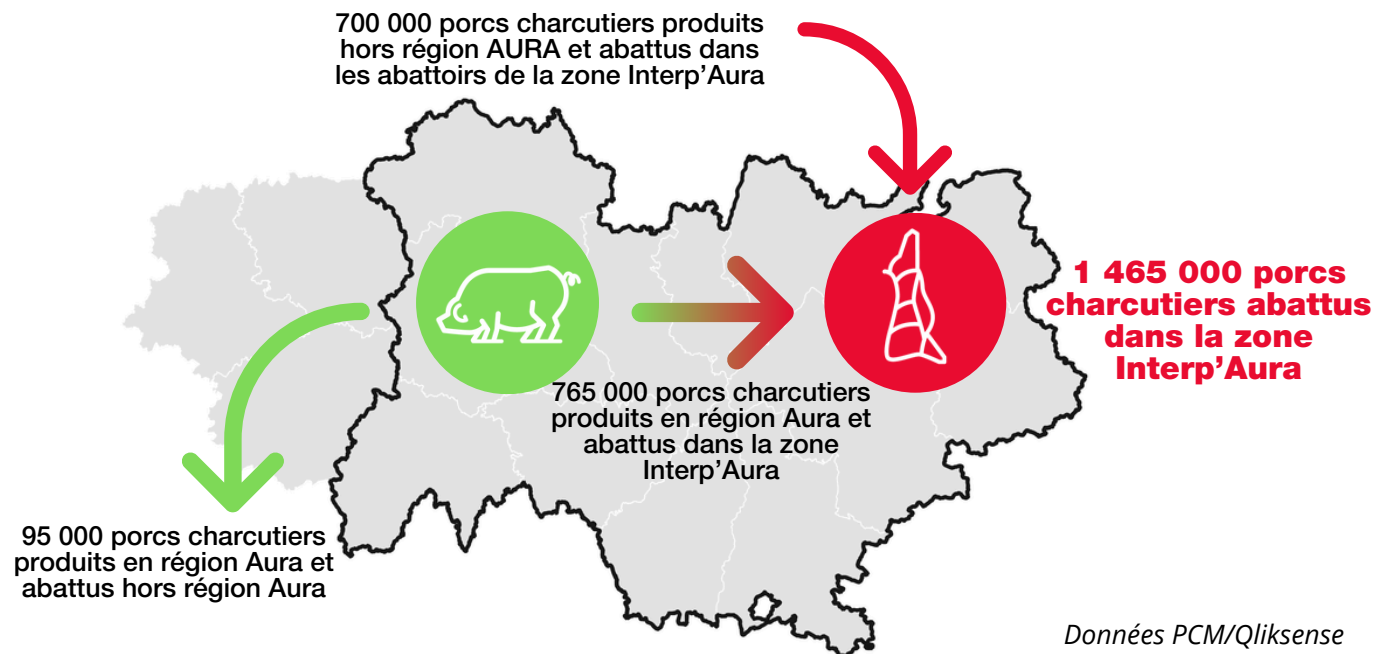 700 000 porcs charcutiers produits
hors région AURA et abattus dans
les abattoirs de la zone Interp'Aura
1 465 000 porcs
charcutiers abattus
dans la zone
Interp'Aura
765 000 porcs charcutiers
produits en région Aura et
abattus dans la zone
Interp'Aura
95 000 porcs charcutiers
produits en région Aura et
abattus hors région Aura
Données PCM/Qliksense